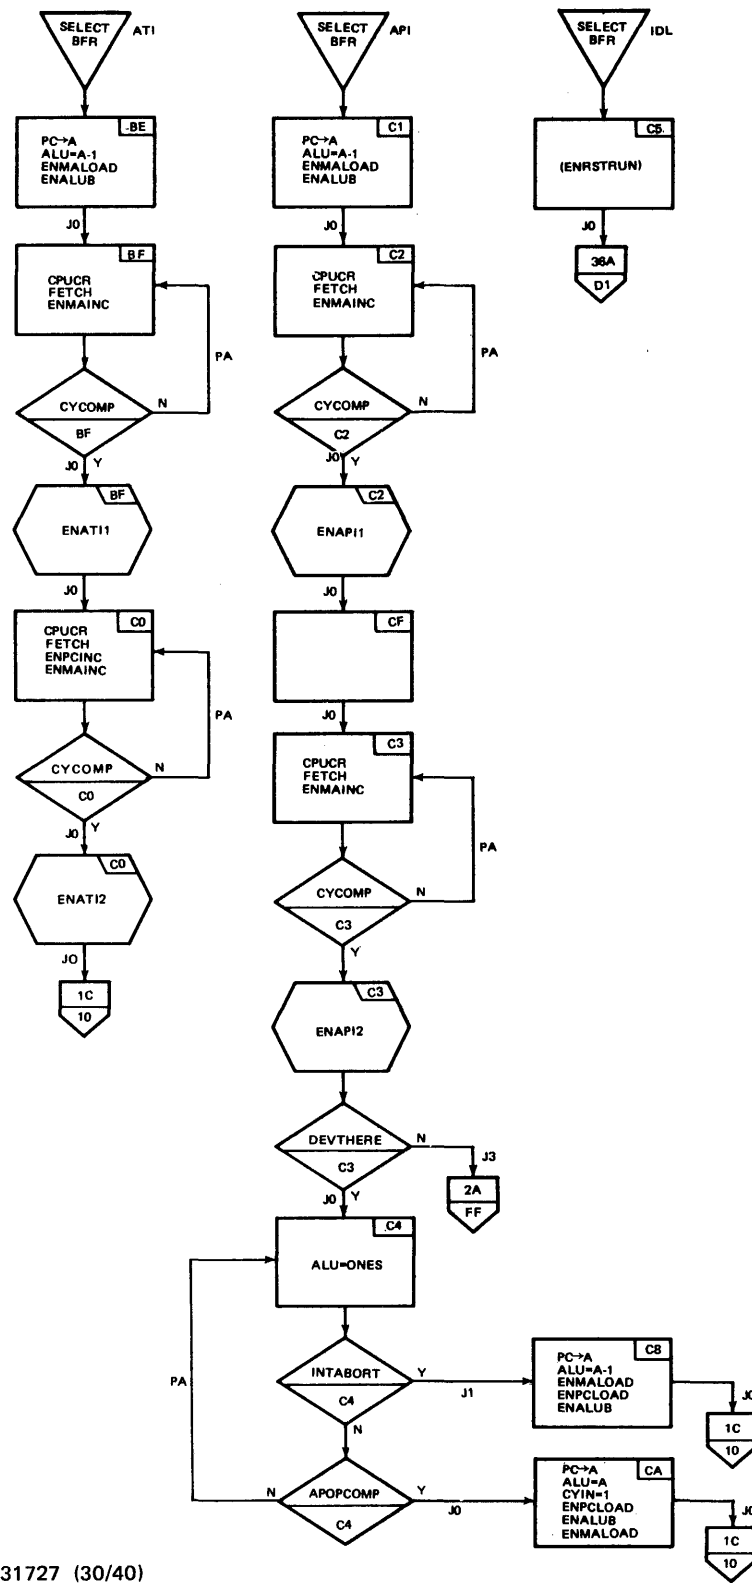 SELECT
BFR
ATI
BE
PC→A
ALU=A-1
ENMALOAD
ENALUB
J0
BF
CPUCR
FETCH
ENMAINC
PA
CYCOMP
N
BF
J0 Y
BF
ENATI1
J0
C0
CPUCR
FETCH
ENPCINC
ENMAINC
PA
CYCOMP
N
C0
J0 Y
C0
ENATI2
JO
1C
10
SELECT
BFR
API
C1
PC→A
ALU=A-1
ENMALOAD
ENALUB
J0
C2
CPUCR
FETCH
ENMAINC
PA
CYCOMP
N
C2
J0 Y
C2
ENAPI1
J0
CF
J0
C3
CPUCR
FETCH
ENMAINC
PA
CYCOMP
N
C3
Y
C3
ENAPI2
DEVTHERE
N
C3
J3
2A
FF
J0 Y
C4
ALU=ONES
PA
INTABORT
Y
C4
J1
N
C8
PC→A
ALU=A-1
ENMALOAD
ENPCLOAD
ENALUB
J0
1C
10
N
APOPCOMP
Y
C4
J0
CA
PC→A
ALU=A
CYIN=1
ENPCLOAD
ENALUB
ENMALOAD
J0
1C
10
SELECT
BFR
IDL
C5
(ENRSTRUN)
J0
36A
D1
31727 (30/40)